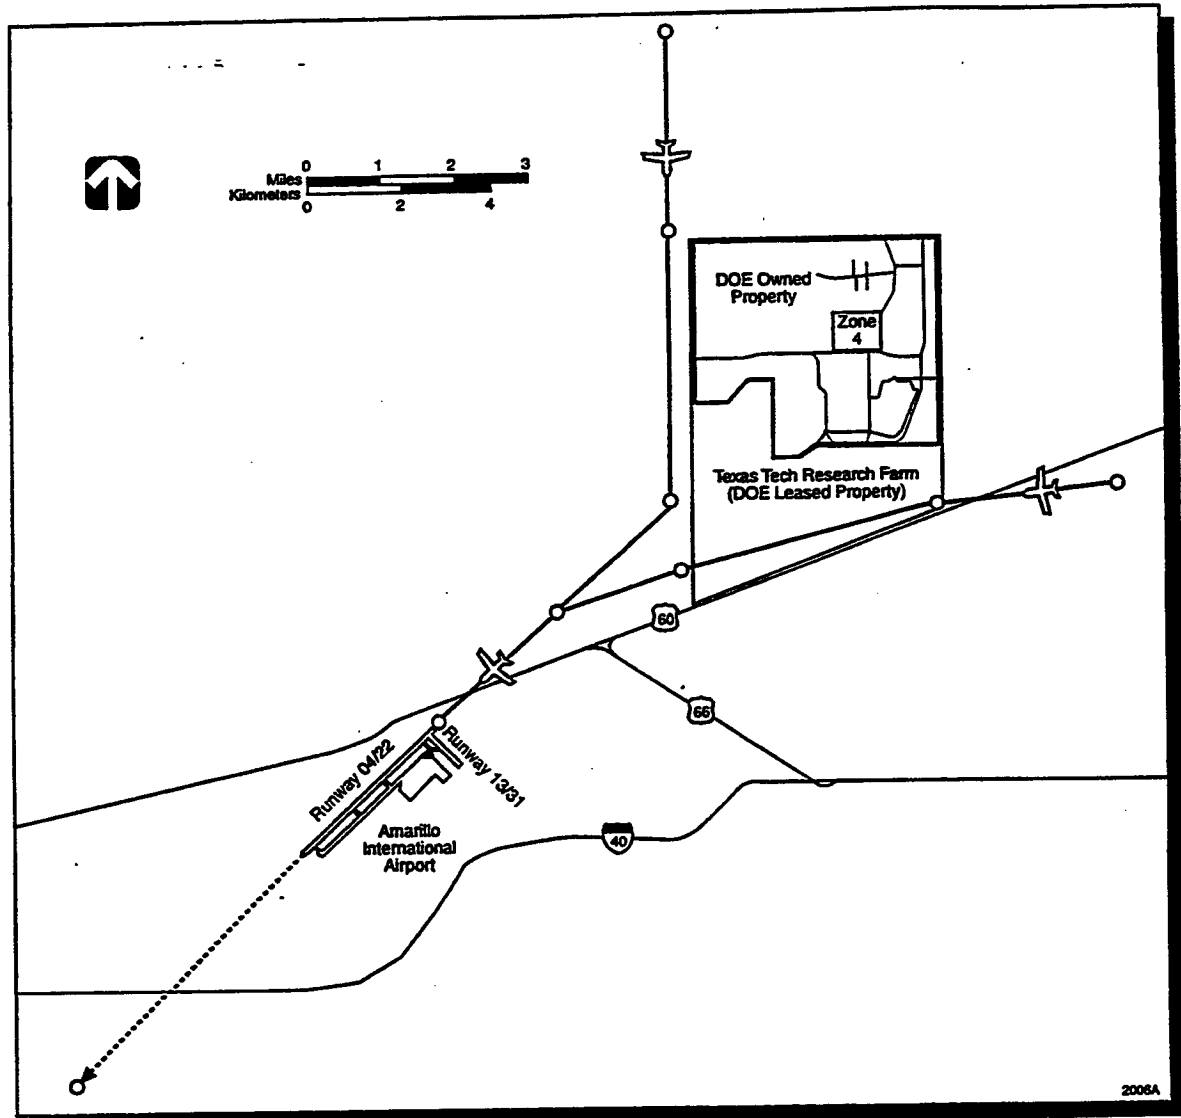 0 1 2 3
Miles
Kilometers
0 2 4
DOE Owned
Property
Zone
4
Texas Tech Research Farm
(DOE Leased Property)
60
66
Runway 04/22
Runway 13/31
Amarillo
International
Airport
40
2006A